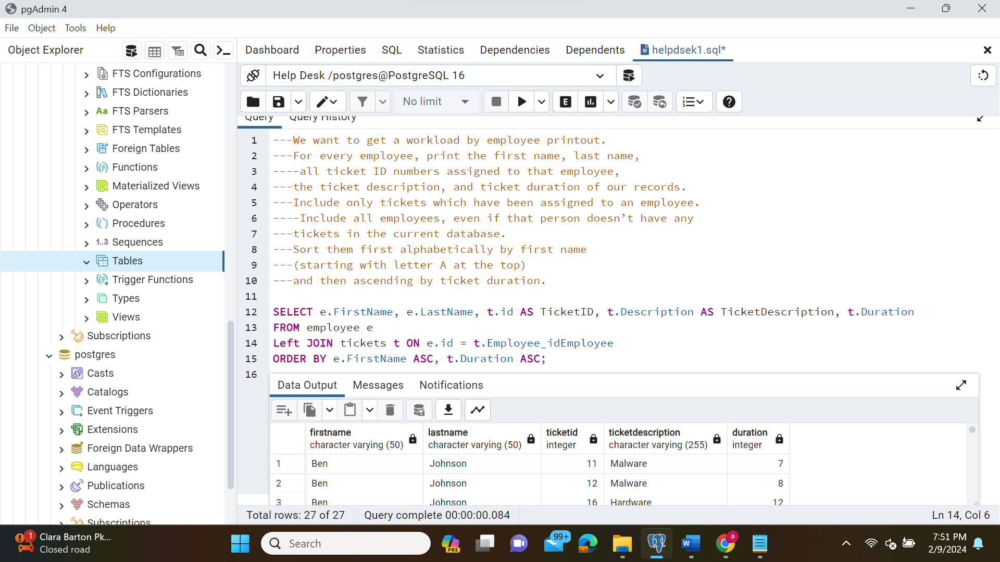 pgAdmin 4
File Object Tools Help
Object Explorer
Dashboard Properties SQL Statistics Dependencies Dependents helpdsek1.sql*
FTS Configurations
FTS Dictionaries
Aa FTS Parsers
FTS Templates
Foreign Tables
Functions
Materialized Views
Operators
Procedures
1..3 Sequences
Tables
Trigger Functions
Types
Views
Subscriptions
postgres
Casts
Catalogs
Event Triggers
Extensions
Foreign Data Wrappers
Languages
Publications
Schemas
Subscriptions
Help Desk /postgres@PostgreSQL 16
No limit
E
Query Query History
1 ---We want to get a workload by employee printout.
2 ---For every employee, print the first name, last name,
3 ----all ticket ID numbers assigned to that employee,
4 ---the ticket description, and ticket duration of our records.
5 ---Include only tickets which have been assigned to an employee.
6 ----Include all employees, even if that person doesn’t have any
7 ---tickets in the current database.
8 ---Sort them first alphabetically by first name
9 ---(starting with letter A at the top)
10 ---and then ascending by ticket duration.
11
12 SELECT e.FirstName, e.LastName, t.id AS TicketID, t.Description AS TicketDescription, t.Duration
13 FROM employee e
14 Left JOIN tickets t ON e.id = t.Employee_idEmployee
15 ORDER BY e.FirstName ASC, t.Duration ASC;
16
Data Output Messages Notifications
firstname lastname ticketid ticketdescription duration
character varying (50) character varying (50) integer character varying (255) integer
1 Ben Johnson 11 Malware 7
2 Ben Johnson 12 Malware 8
3 Ben Johnson 16 Hardware 12
Total rows: 27 of 27 Query complete 00:00:00.084 Ln 14, Col 6
1 Clara Barton Pk...
Closed road
Search
PRE
99+
W
a
7:51 PM
2/9/2024